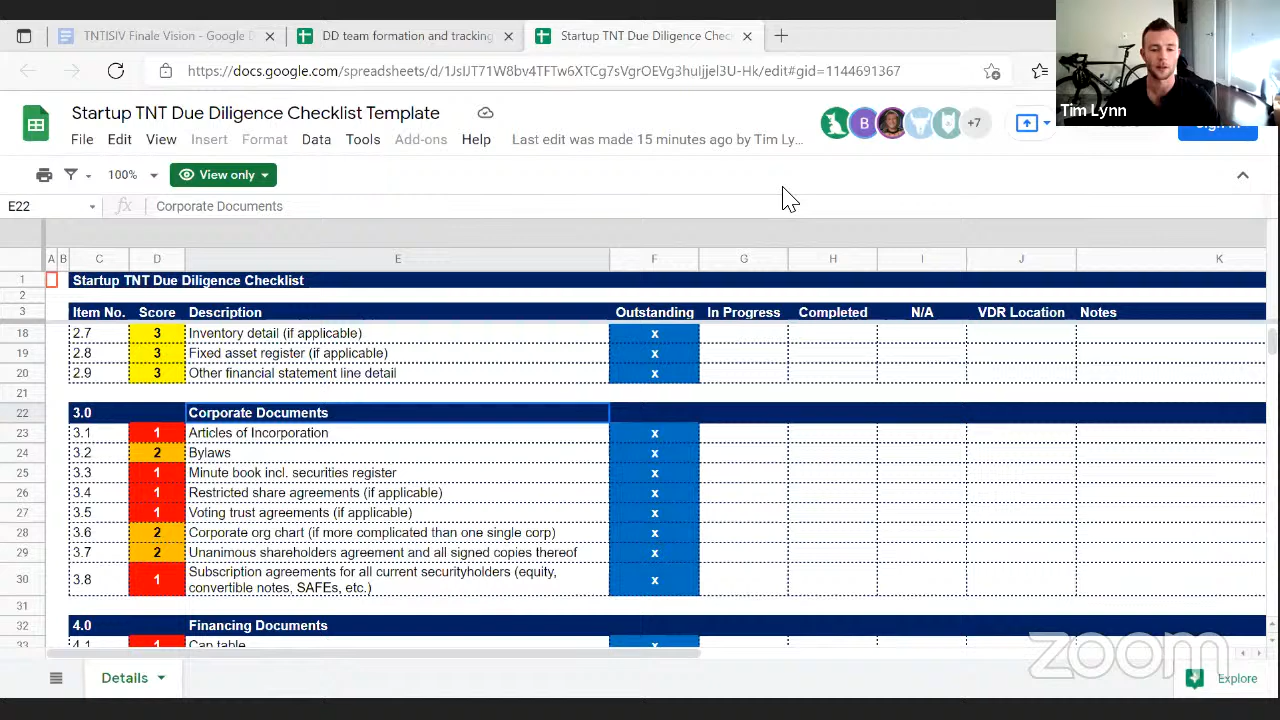 TNTISIV Finale Vision - Google D
DD team formation and tracking
Startup TNT Due Diligence Chec
Tim Lynn
Startup TNT Due Diligence Checklist Template
B
+7
File Edit View Insert Format Data Tools Add-ons Help Last edit was made 15 minutes ago by Tim Ly...
100% View only
E22 fx Corporate Documents
A B C D E F G H I J K
1 Startup TNT Due Diligence Checklist
2
3 Item No. Score Description Outstanding In Progress Completed N/A VDR Location Notes
18 2.7 3 Inventory detail (if applicable) x
19 2.8 3 Fixed asset register (if applicable) x
20 2.9 3 Other financial statement line detail x
21
22 3.0 Corporate Documents
23 3.1 1 Articles of Incorporation x
24 3.2 2 Bylaws x
25 3.3 1 Minute book incl. securities register x
26 3.4 1 Restricted share agreements (if applicable) x
27 3.5 1 Voting trust agreements (if applicable) x
28 3.6 2 Corporate org chart (if more complicated than one single corp) x
29 3.7 2 Unanimous shareholders agreement and all signed copies thereof x
30 3.8 1 Subscription agreements for all current securityholders (equity,
convertible notes, SAFEs, etc.) x
31
32 4.0 Financing Documents
33 4.1 1 Cap table x
zoom
Details
Explore